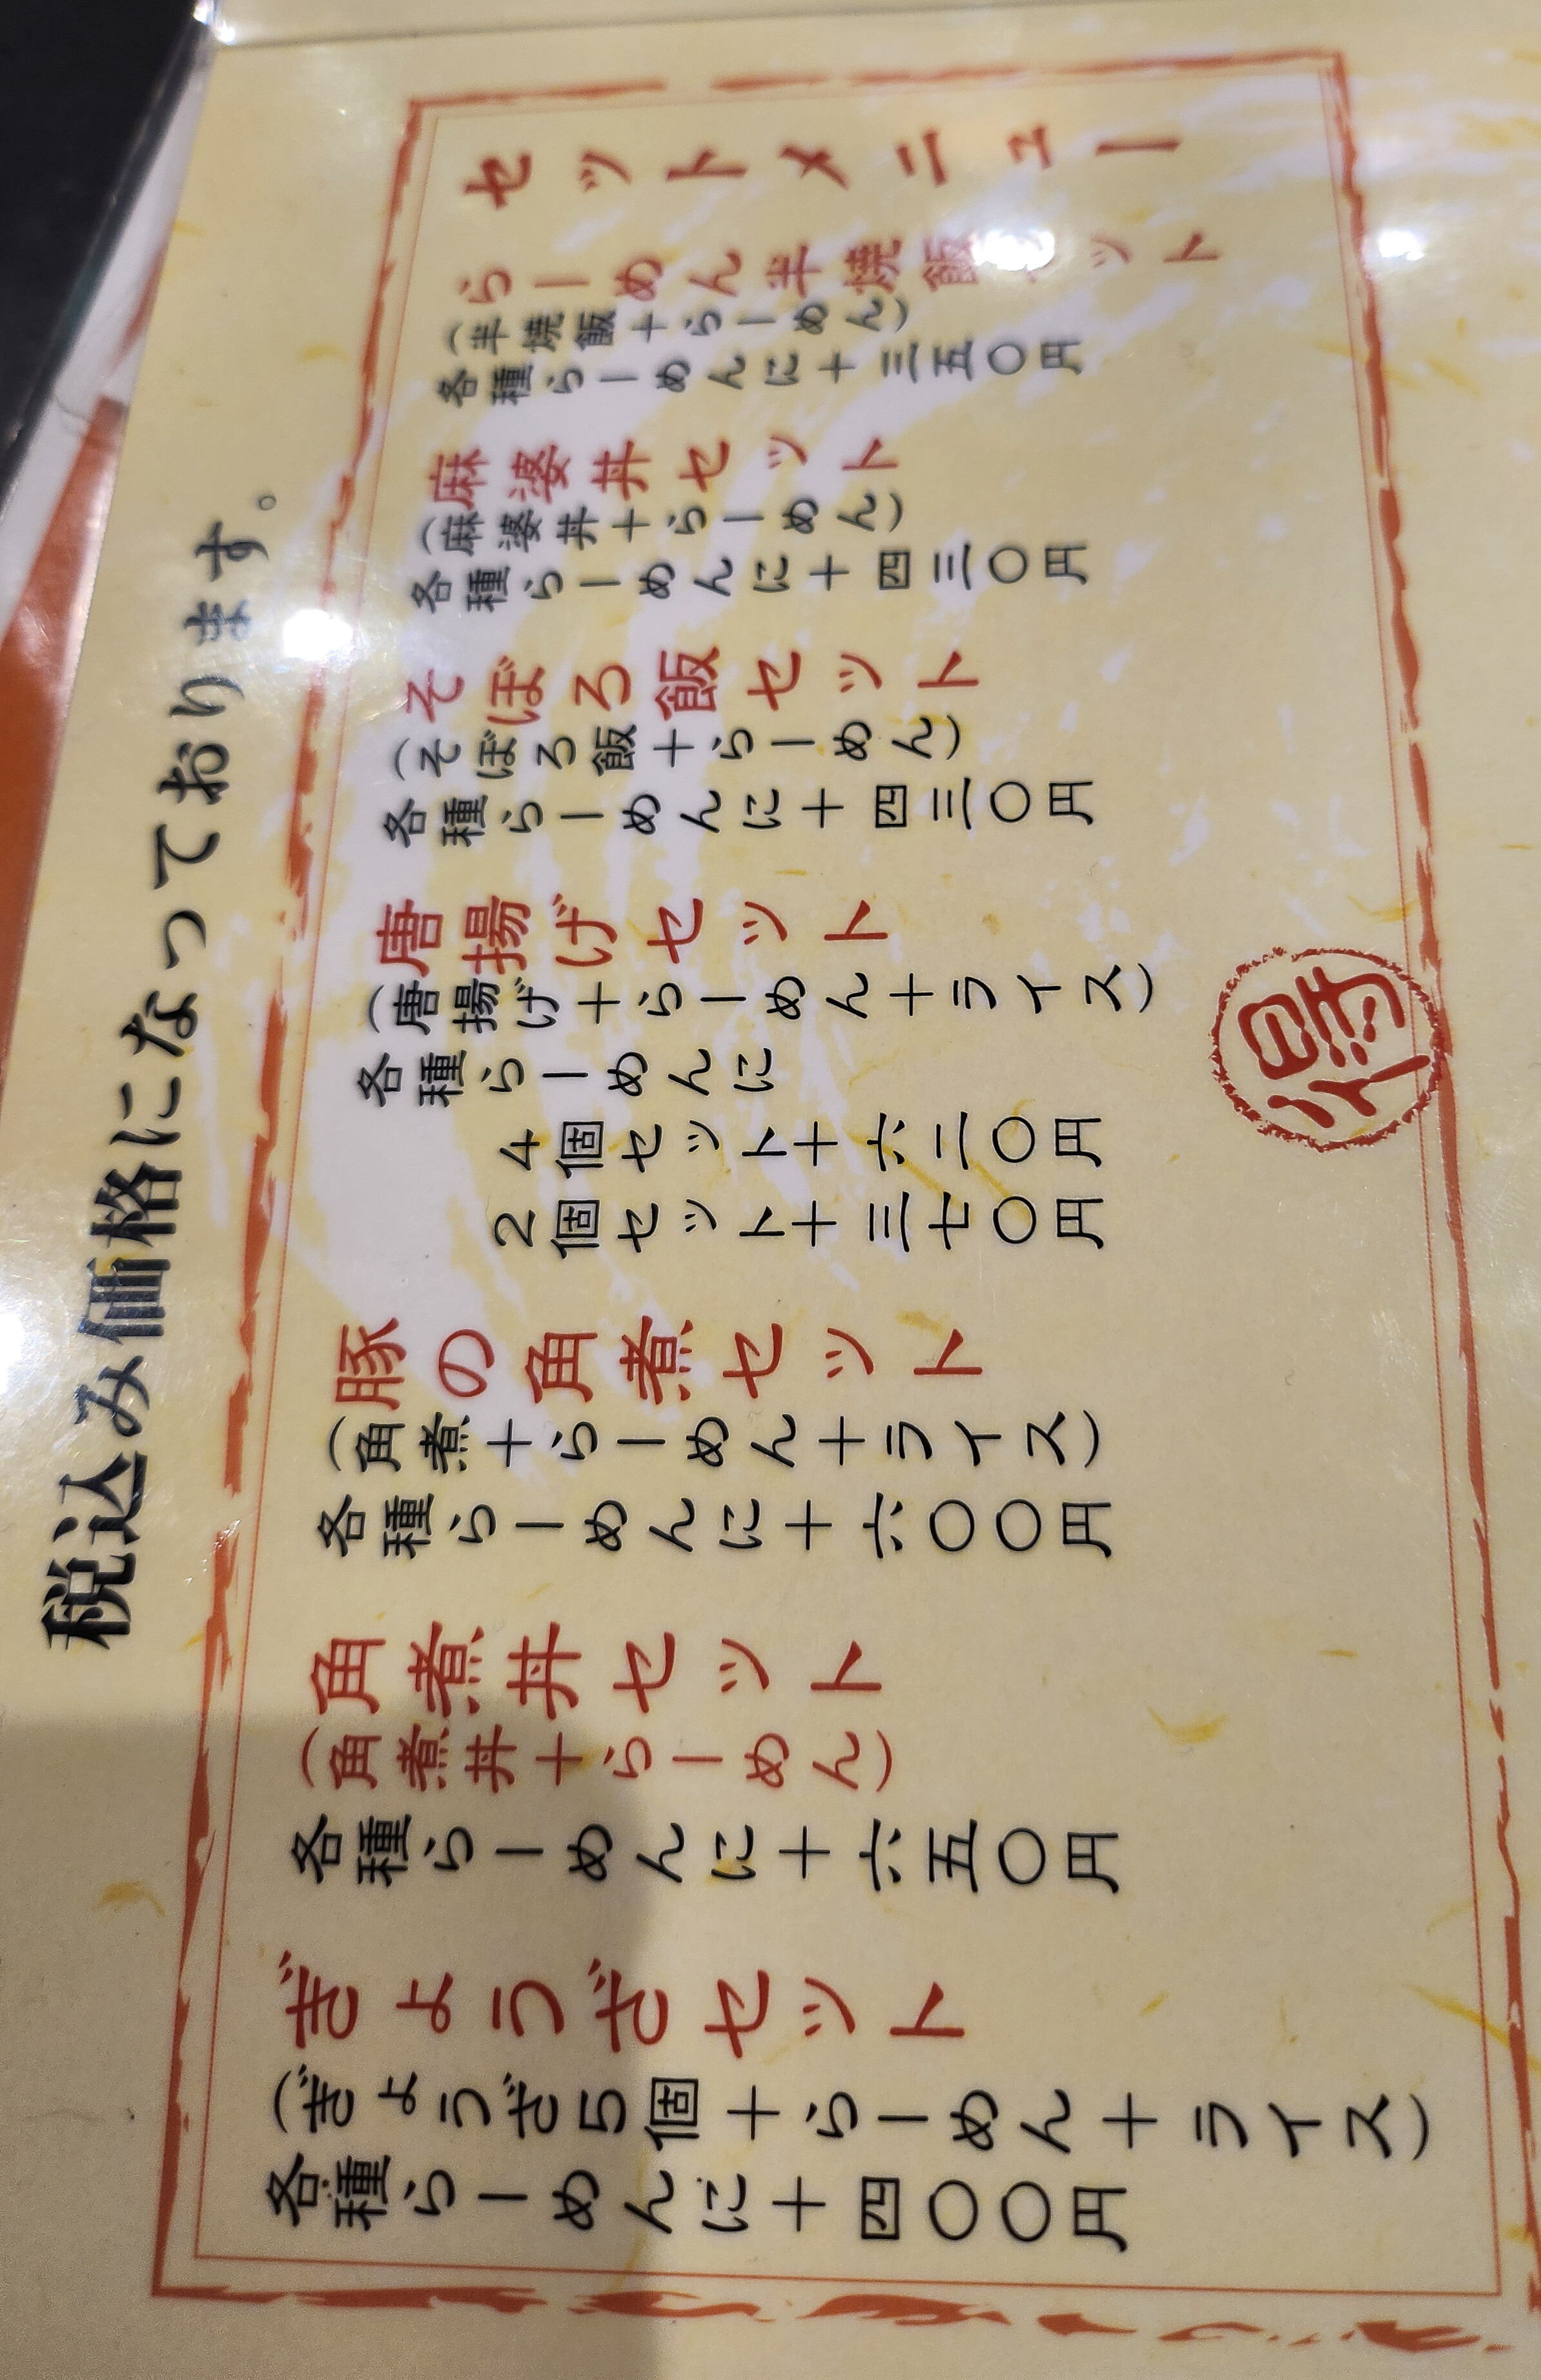 税込み価格になっております。
セットメニュー
らーめん半焼飯セット
(半焼飯+らーめん)
各種らーめんに+三五〇円
麻婆丼セット
(麻婆丼+らーめん)
各種らーめんに+四三〇円
そぼろ飯セット
(そぼろ飯+らーめん)
各種らーめんに+四三〇円
唐揚げセット
(唐揚げ+らーめん+ライス)
各種らーめんに
4個セット+六二〇円
2個セット+三七〇円
豚の角煮セット
(角煮+らーめん+ライス)
各種らーめんに+六〇〇円
角煮丼セット
(角煮丼+らーめん)
各種らーめんに+六五〇円
ぎょうざセット
(ぎょうざ5個+らーめん+ライス)
各種らーめんに+四〇〇円